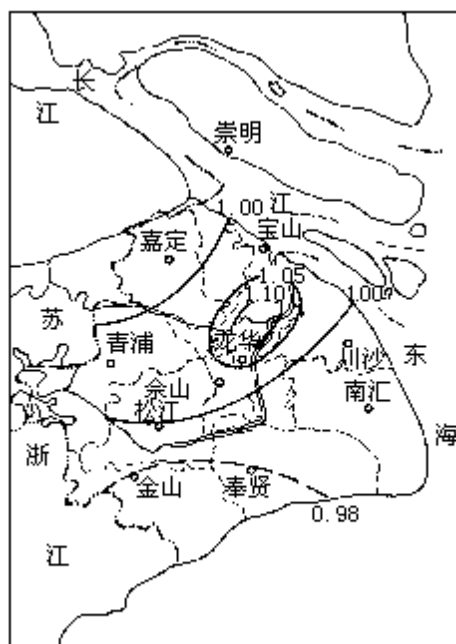 长
江
崇明
江
1.00
宝山
嘉定
1.05
1.10
1.00
苏
龙华
青浦
川沙
东
佘山
南汇
松江
海
浙
金山
奉贤
0.98
江